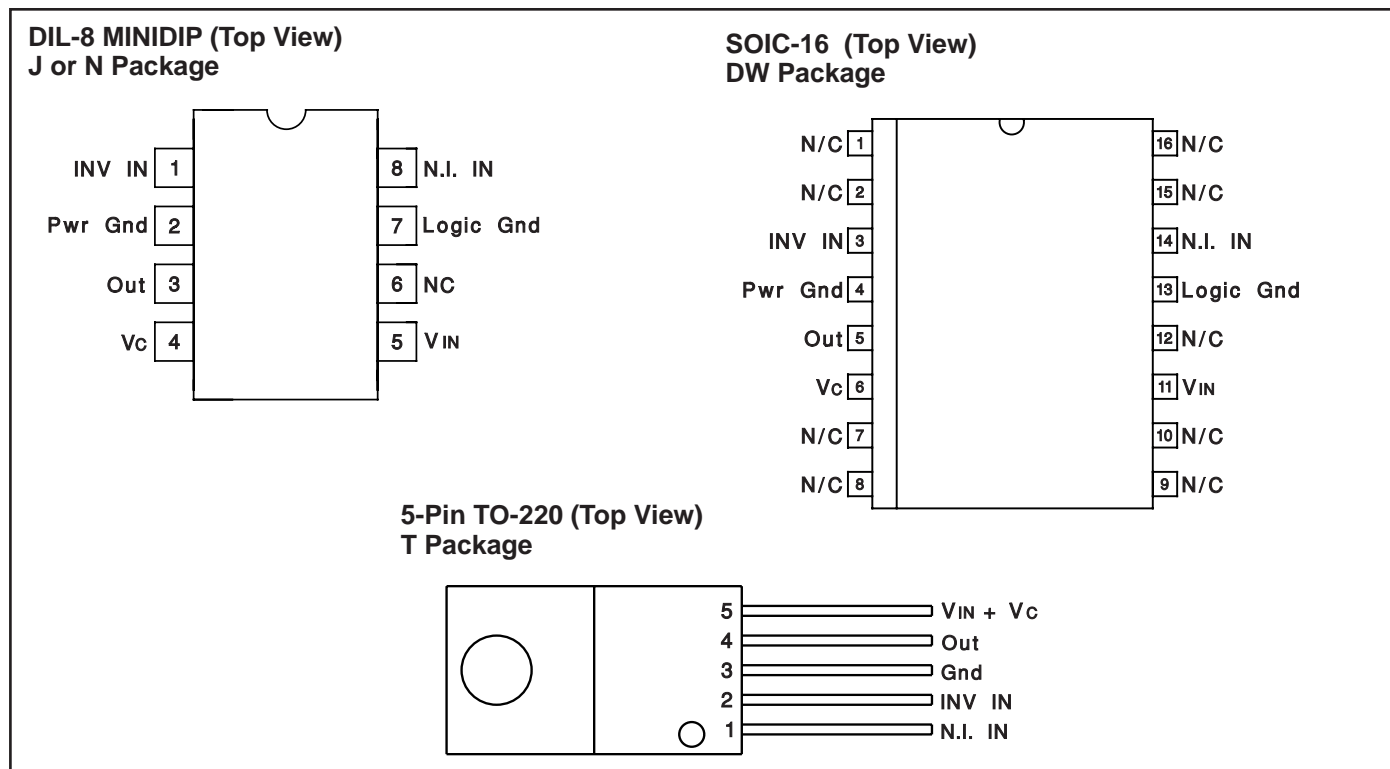 DIL-8 MINIDIP (Top View)
J or N Package
INV IN 1
Pwr Gnd 2
Out 3
VC 4
8 N.I. IN
7 Logic Gnd
6 NC
5 VIN
SOIC-16 (Top View)
DW Package
N/C 1
N/C 2
INV IN 3
Pwr Gnd 4
Out 5
VC 6
N/C 7
N/C 8
16 N/C
15 N/C
14 N.I. IN
13 Logic Gnd
12 N/C
11 VIN
10 N/C
9 N/C
5-Pin TO-220 (Top View)
T Package
5 VIN + VC
4 Out
3 Gnd
2 INV IN
1 N.I. IN